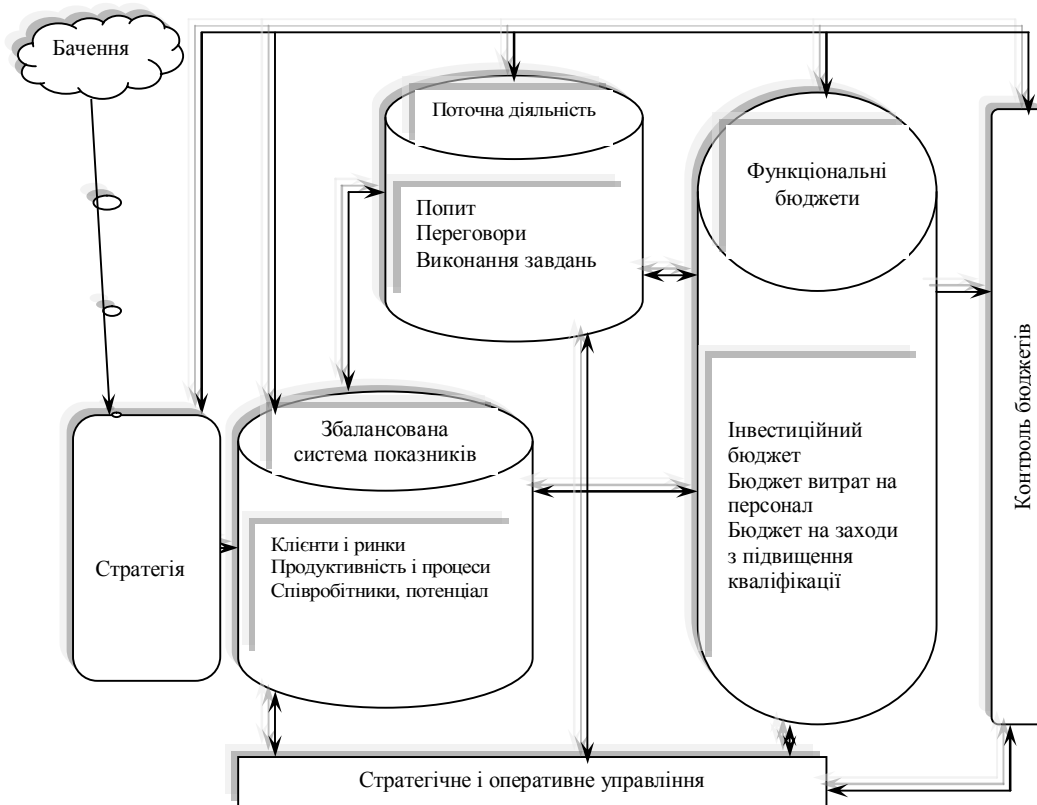 Бачення
Поточна діяльність
Попит
Переговори
Виконання завдань
Функціональні
бюджети
Інвестиційний
бюджет
Бюджет витрат на
персонал
Бюджет на заходи
з підвищення
кваліфікації
Контроль бюджетів
Стратегія
Збалансована
система показників
Клієнти і ринки
Продуктивність і процеси
Співробітники, потенціал
Стратегічне і оперативне управління